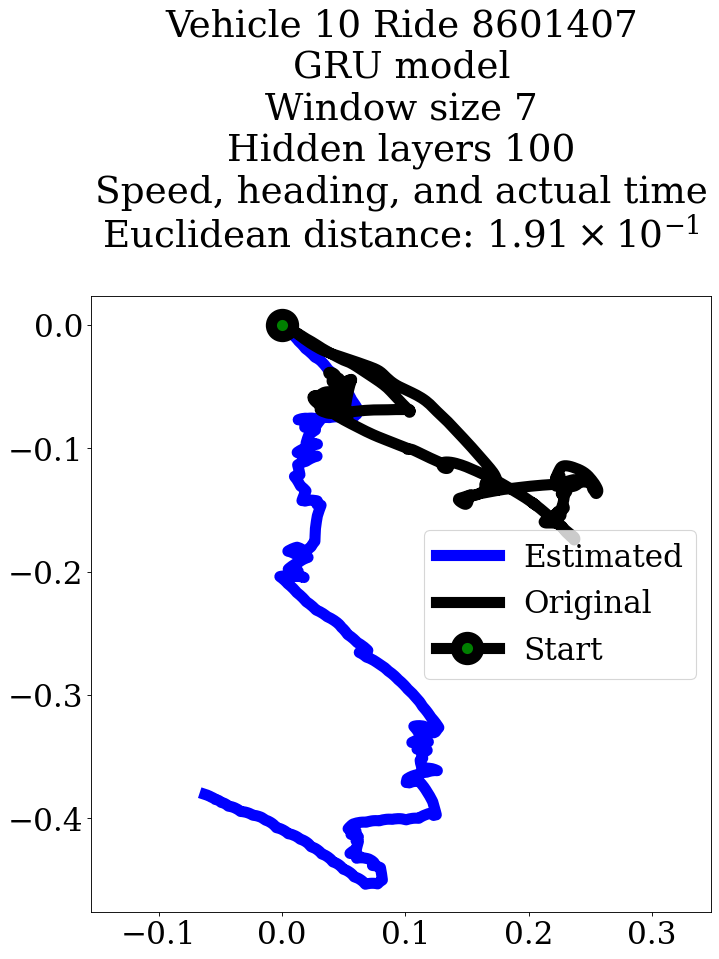 Vehicle 10 Ride 8601407
GRU model
Window size 7
Hidden layers 100
Speed, heading, and actual time
Euclidean distance: 1.91 × 10⁻¹
0.0
−0.1
−0.2
−0.3
−0.4
Estimated
Original
Start
−0.1 0.0 0.1 0.2 0.3